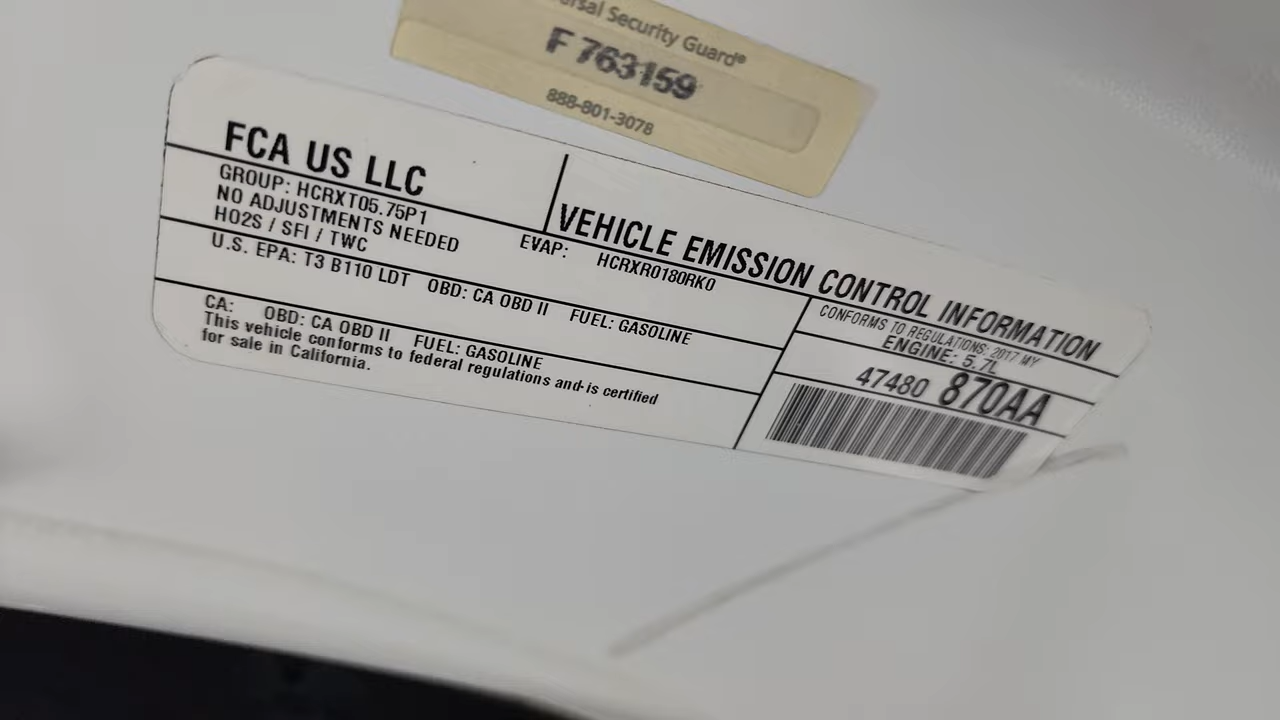 Security Guard®
F 763159
888-801-3078
FCA US LLC
VEHICLE EMISSION CONTROL INFORMATION
GROUP: HCRXT05.75P1
EVAP: HCRXR0180RK0
NO ADJUSTMENTS NEEDED
HO2S / SFI / TWC
CONFORMS TO REGULATIONS: 2017 MY
U.S. EPA: T3 B110 LDT OBD: CA OBD II FUEL: GASOLINE
ENGINE: 5.7L
CA: OBD: CA OBD II FUEL: GASOLINE
This vehicle conforms to federal regulations and is certified
for sale in California.
47480 870AA